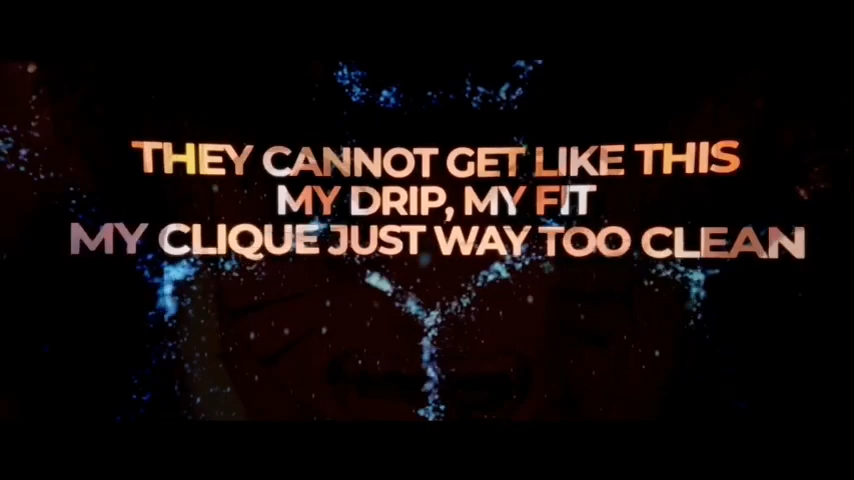 THEY CANNOT GET LIKE THIS
MY DRIP, MY FIT
MY CLIQUE JUST WAY TOO CLEAN